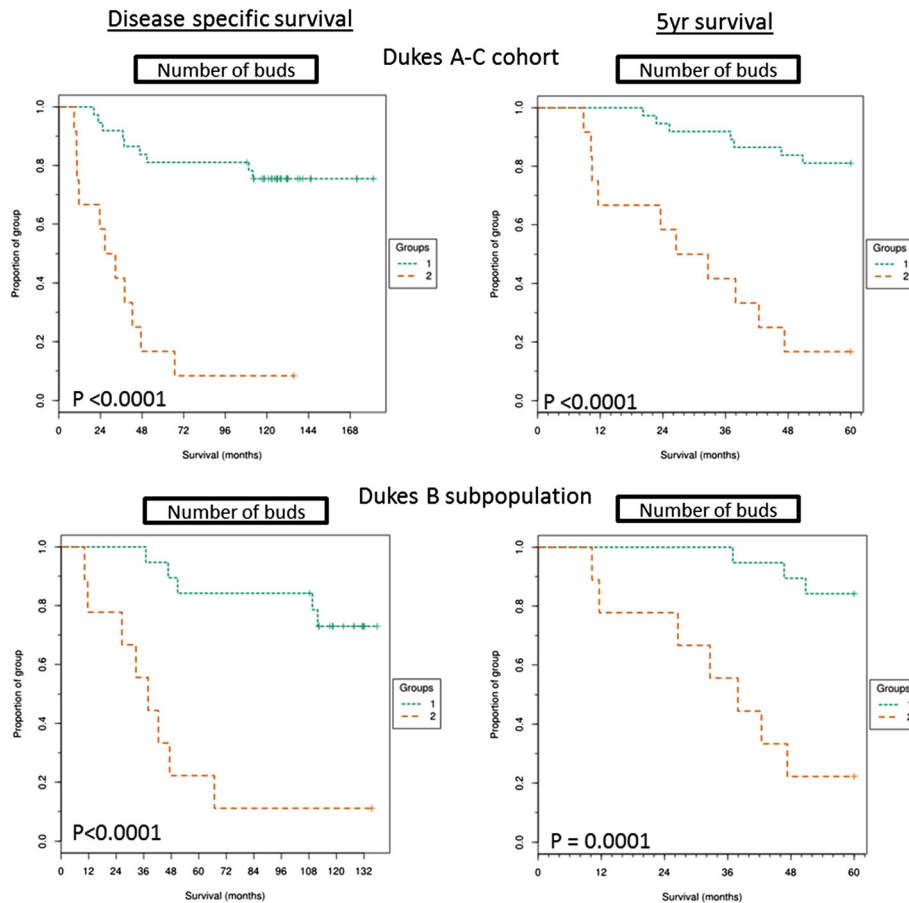 Disease specific survival
5yr survival
Dukes A-C cohort
Number of buds
Number of buds
1.0
0.8
0.6
0.4
0.2
0.0
Proportion of group
0 24 48 72 96 120 144 168
Survival (months)
Groups
1
2
P <0.0001
1.0
0.8
0.6
0.4
0.2
0.0
Proportion of group
0 12 24 36 48 60
Survival (months)
Groups
1
2
P <0.0001
Dukes B subpopulation
Number of buds
Number of buds
1.0
0.8
0.6
0.4
0.2
0.0
Proportion of group
0 12 24 36 48 60 72 84 96 108 120 132
Survival (months)
Groups
1
2
P<0.0001
1.0
0.8
0.6
0.4
0.2
0.0
Proportion of group
0 12 24 36 48 60
Survival (months)
Groups
1
2
P = 0.0001